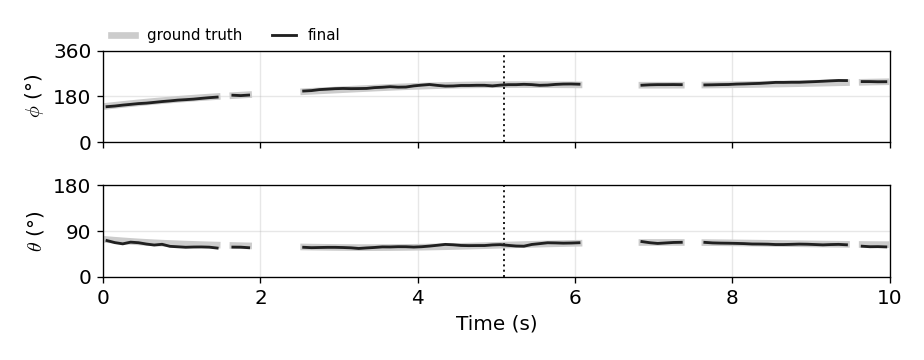 ground truth final
360
180
0
ϕ (°)
180
90
0
θ (°)
0 2 4 6 8 10
Time (s)